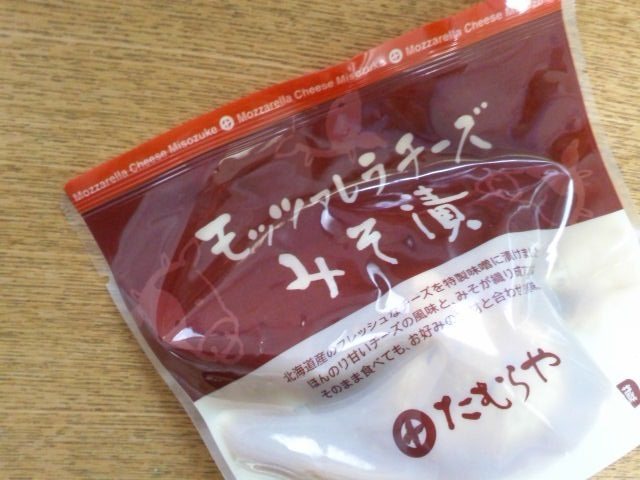 Mozzarella Cheese Misozuke Mozzarella Cheese Misozuke Mozzarella Cheese Misozuke
モッツァレラチーズ
みそ漬
北海道産のフレッシュなチーズを特製味噌に漬けま
ほんのり甘いチーズの風味と、みそが織り成
そのまま食べても、お好みの と合わせ
たむらや